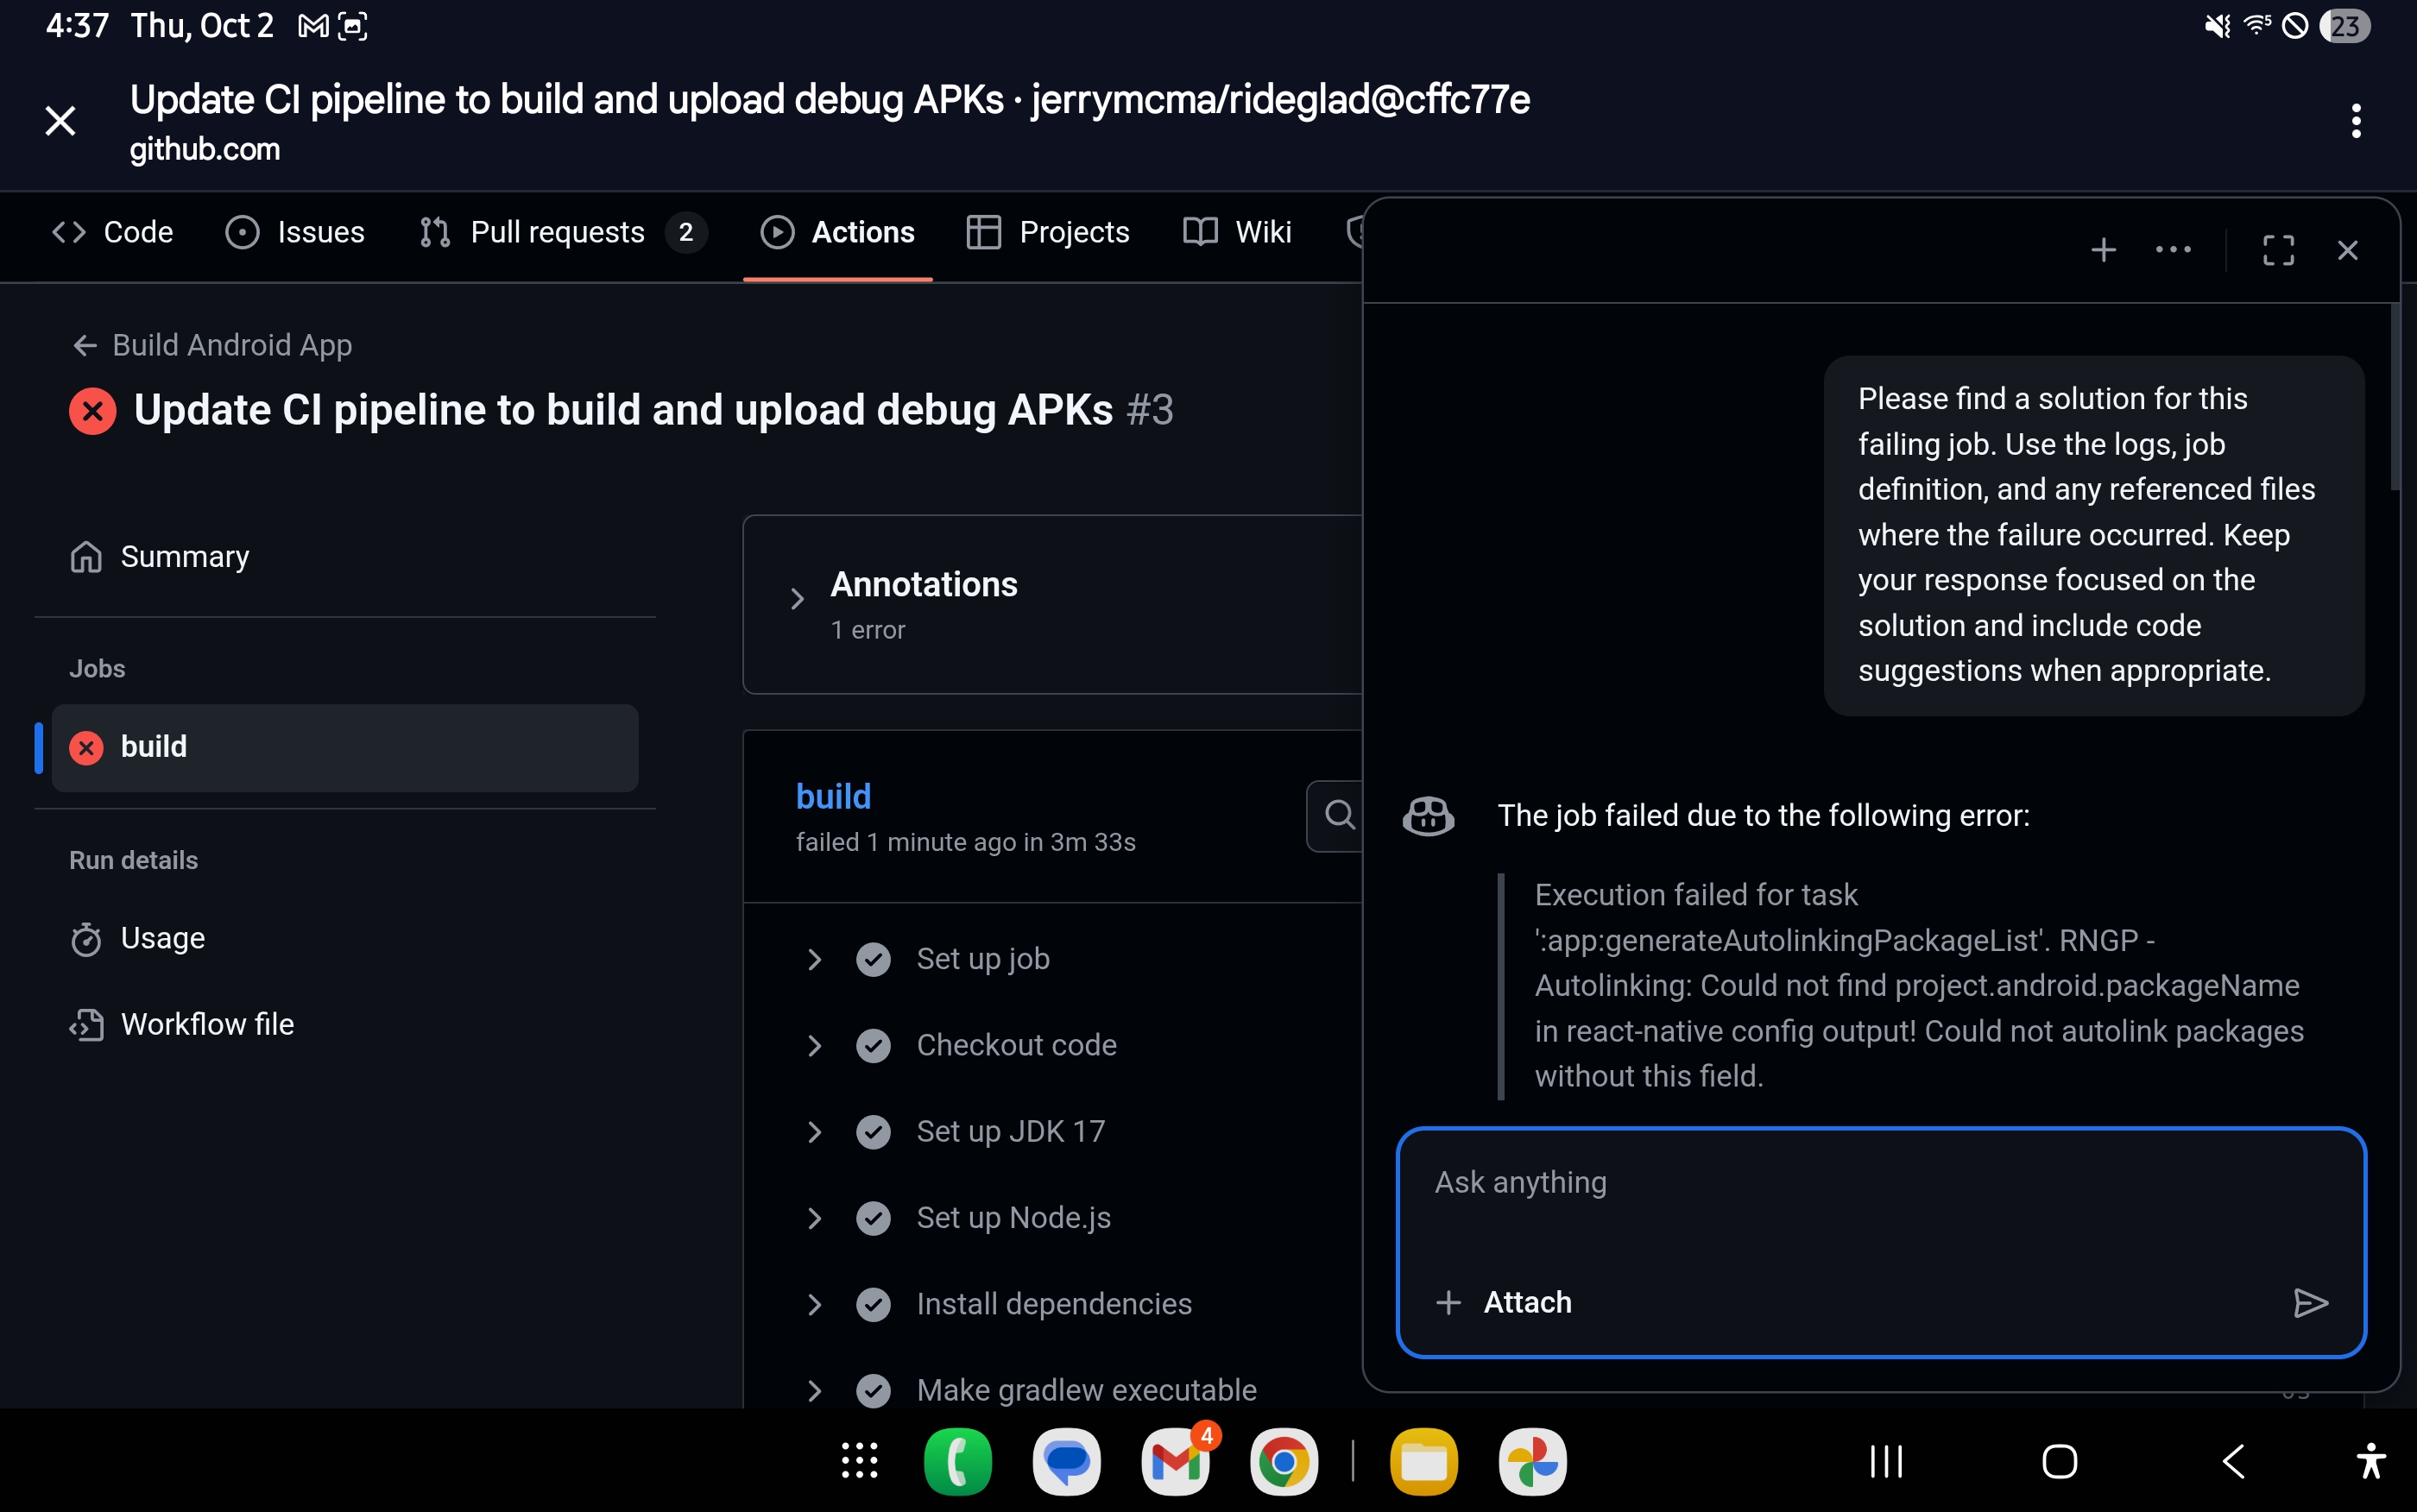 4:37 Thu, Oct 2
5
23
Update CI pipeline to build and upload debug APKs · jerrymcma/rideglad@cffc77e
github.com
Code
Issues
Pull requests 2
Actions
Projects
Wiki
Build Android App
Update CI pipeline to build and upload debug APKs #3
Summary
Jobs
build
Run details
Usage
Workflow file
Annotations
1 error
build
failed 1 minute ago in 3m 33s
Set up job
Checkout code
Set up JDK 17
Set up Node.js
Install dependencies
Make gradlew executable
Please find a solution for this
failing job. Use the logs, job
definition, and any referenced files
where the failure occurred. Keep
your response focused on the
solution and include code
suggestions when appropriate.
The job failed due to the following error:
Execution failed for task
':app:generateAutolinkingPackageList'. RNGP -
Autolinking: Could not find project.android.packageName
in react-native config output! Could not autolink packages
without this field.
Ask anything
Attach
4